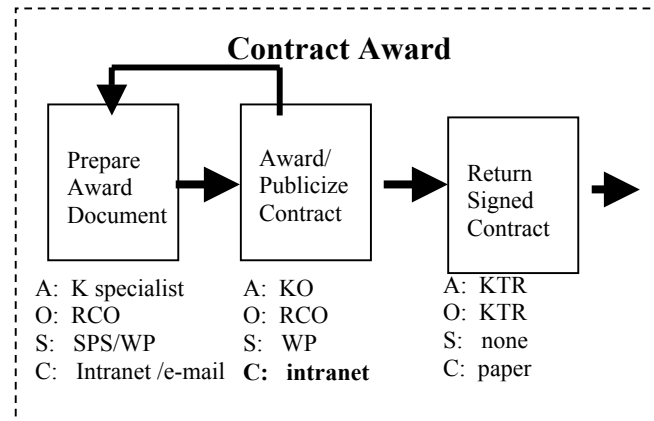 Contract Award
Prepare
Award
Document
Award/
Publicize
Contract
Return
Signed
Contract
A: K specialist
O: RCO
S: SPS/WP
C: Intranet /e-mail
A: KO
O: RCO
S: WP
C: intranet
A: KTR
O: KTR
S: none
C: paper